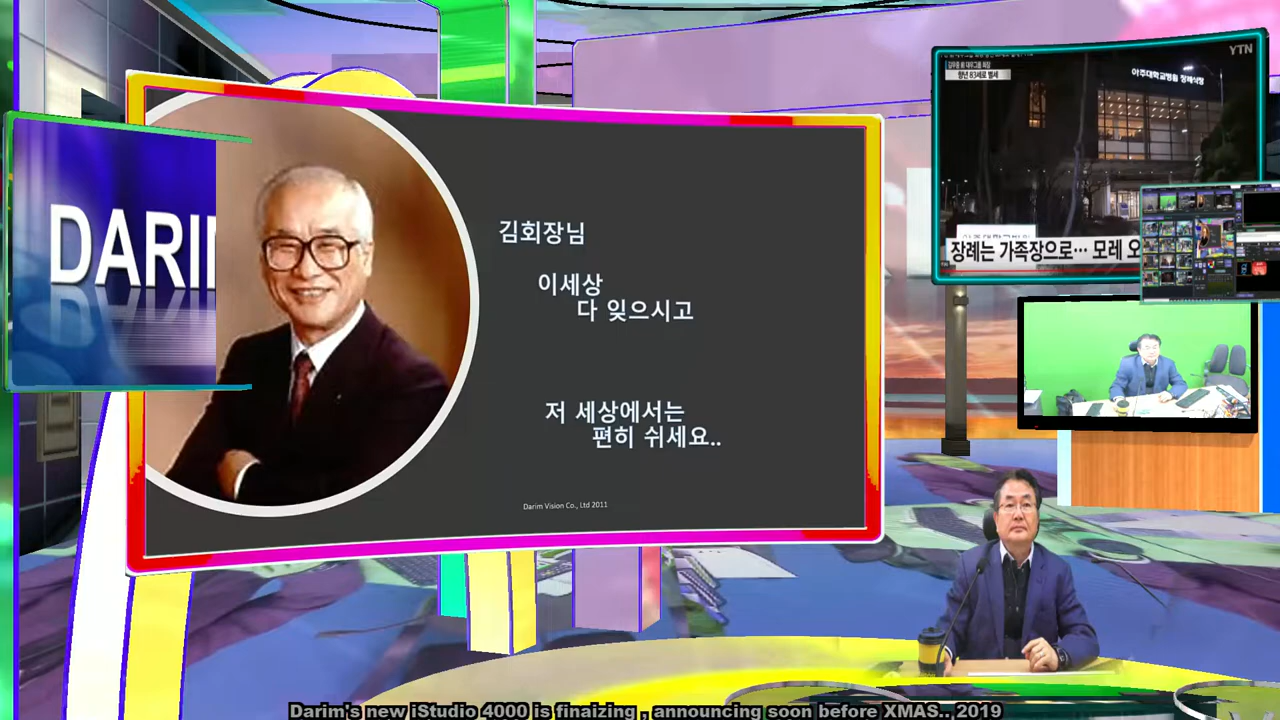 DARI
김회장님
이세상
다 잊으시고
저 세상에서는
편히 쉬세요..
Darim Vision Co., Ltd 2011
YTN
향년 83세로 별세
아주대학교병원 장례식장
장례는 가족장으로··· 모레 오
Darim's new iStudio 4000 is finaizing , announcing soon before XMAS.. 2019